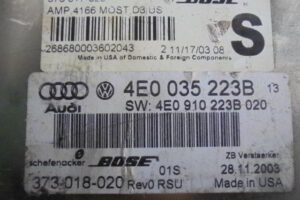 BOSE
AMP 4166 MOST D3 US
268680003602043
2 11/17/03 08
Made in USA of Domestic & Foreign Components
S
4E0 035 223B 13
Audi
SW: 4E0 910 223B 020
schefenacker BOSE 01S ZB Verstaerker
28.11.2003
373-018-020 Rev0 RSU Made in USA